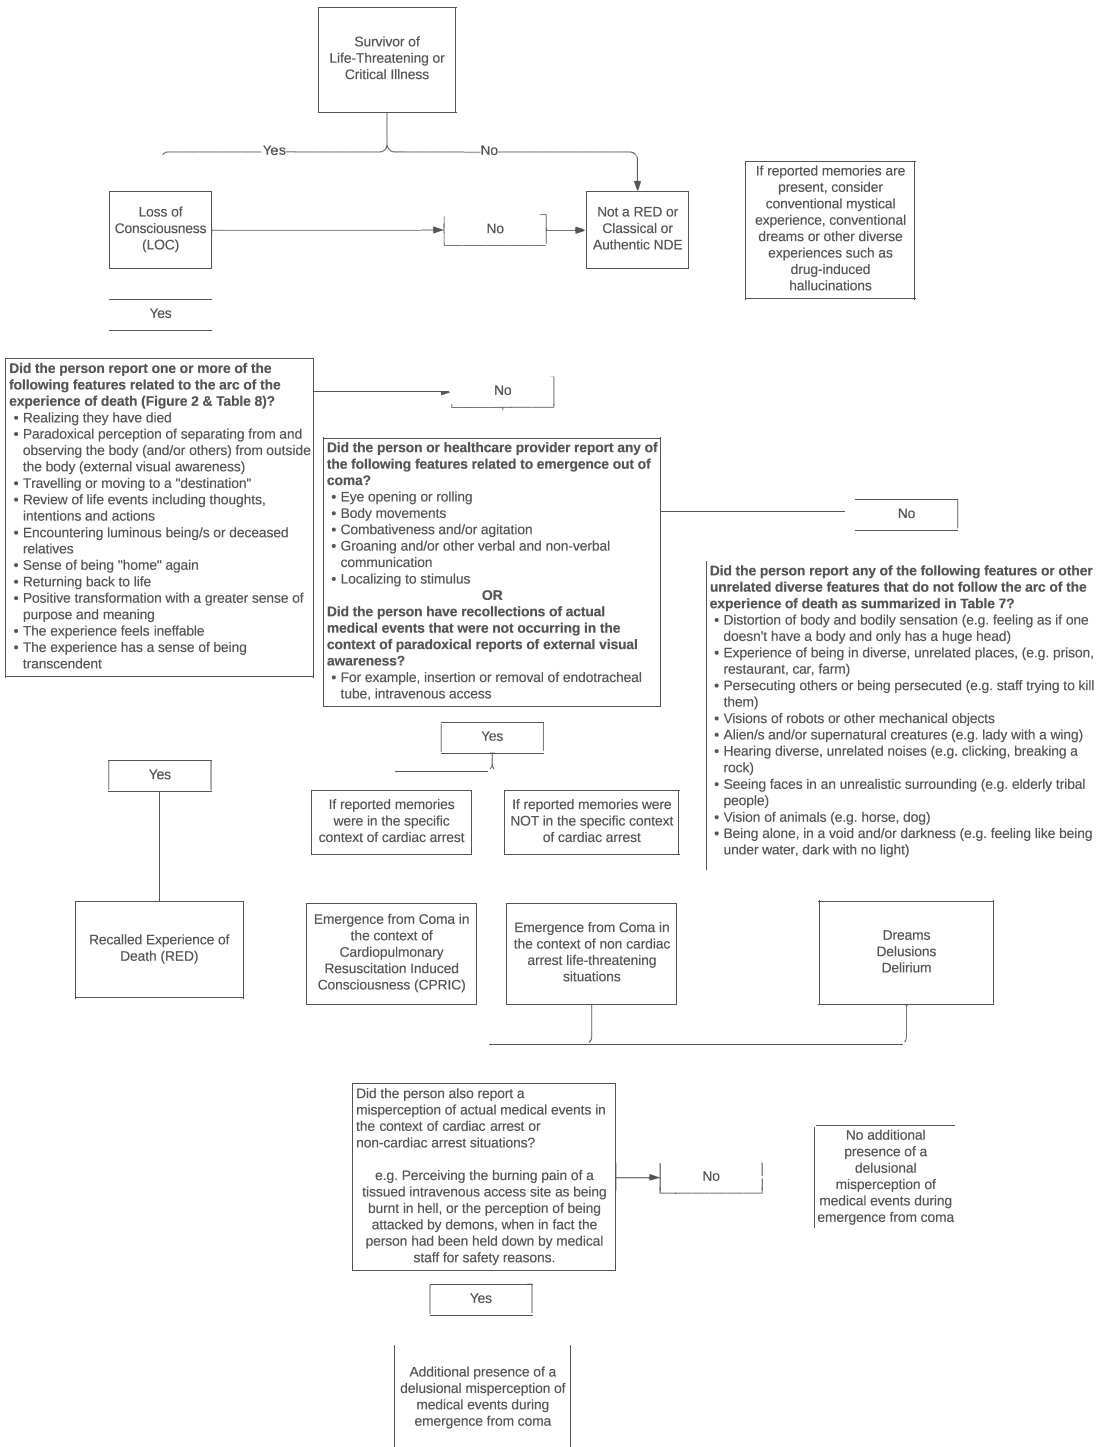 Survivor of
Life-Threatening or
Critical Illness
Yes
No
Loss of
Consciousness
(LOC)
No
Not a RED or
Classical or
Authentic NDE
If reported memories are
present, consider
conventional mystical
experience, conventional
dreams or other diverse
experiences such as
drug-induced
hallucinations
Yes
Did the person report one or more of the
following features related to the arc of the
experience of death (Figure 2 & Table 8)?
• Realizing they have died
• Paradoxical perception of separating from and
observing the body (and/or others) from outside
the body (external visual awareness)
• Travelling or moving to a "destination"
• Review of life events including thoughts,
intentions and actions
• Encountering luminous being/s or deceased
relatives
• Sense of being "home" again
• Returning back to life
• Positive transformation with a greater sense of
purpose and meaning
• The experience feels ineffable
• The experience has a sense of being
transcendent
No
Did the person or healthcare provider report any of
the following features related to emergence out of
coma?
• Eye opening or rolling
• Body movements
• Combativeness and/or agitation
• Groaning and/or other verbal and non-verbal
communication
• Localizing to stimulus
OR
Did the person have recollections of actual
medical events that were not occurring in the
context of paradoxical reports of external visual
awareness?
• For example, insertion or removal of endotracheal
tube, intravenous access
No
Did the person report any of the following features or other
unrelated diverse features that do not follow the arc of the
experience of death as summarized in Table 7?
• Distortion of body and bodily sensation (e.g. feeling as if one
doesn't have a body and only has a huge head)
• Experience of being in diverse, unrelated places, (e.g. prison,
restaurant, car, farm)
• Persecuting others or being persecuted (e.g. staff trying to kill
them)
• Visions of robots or other mechanical objects
• Alien/s and/or supernatural creatures (e.g. lady with a wing)
• Hearing diverse, unrelated noises (e.g. clicking, breaking a
rock)
• Seeing faces in an unrealistic surrounding (e.g. elderly tribal
people)
• Vision of animals (e.g. horse, dog)
• Being alone, in a void and/or darkness (e.g. feeling like being
under water, dark with no light)
Yes
Yes
If reported memories
were in the specific
context of cardiac arrest
If reported memories were
NOT in the specific context
of cardiac arrest
Recalled Experience of
Death (RED)
Emergence from Coma in
the context of
Cardiopulmonary
Resuscitation Induced
Consciousness (CPRIC)
Emergence from Coma in
the context of non cardiac
arrest life-threatening
situations
Dreams
Delusions
Delirium
Did the person also report a
misperception of actual medical events in
the context of cardiac arrest or
non-cardiac arrest situations?
e.g. Perceiving the burning pain of a
tissued intravenous access site as being
burnt in hell, or the perception of being
attacked by demons, when in fact the
person had been held down by medical
staff for safety reasons.
No
No additional
presence of a
delusional
misperception of
medical events during
emergence from coma
Yes
Additional presence of a
delusional misperception of
medical events during
emergence from coma